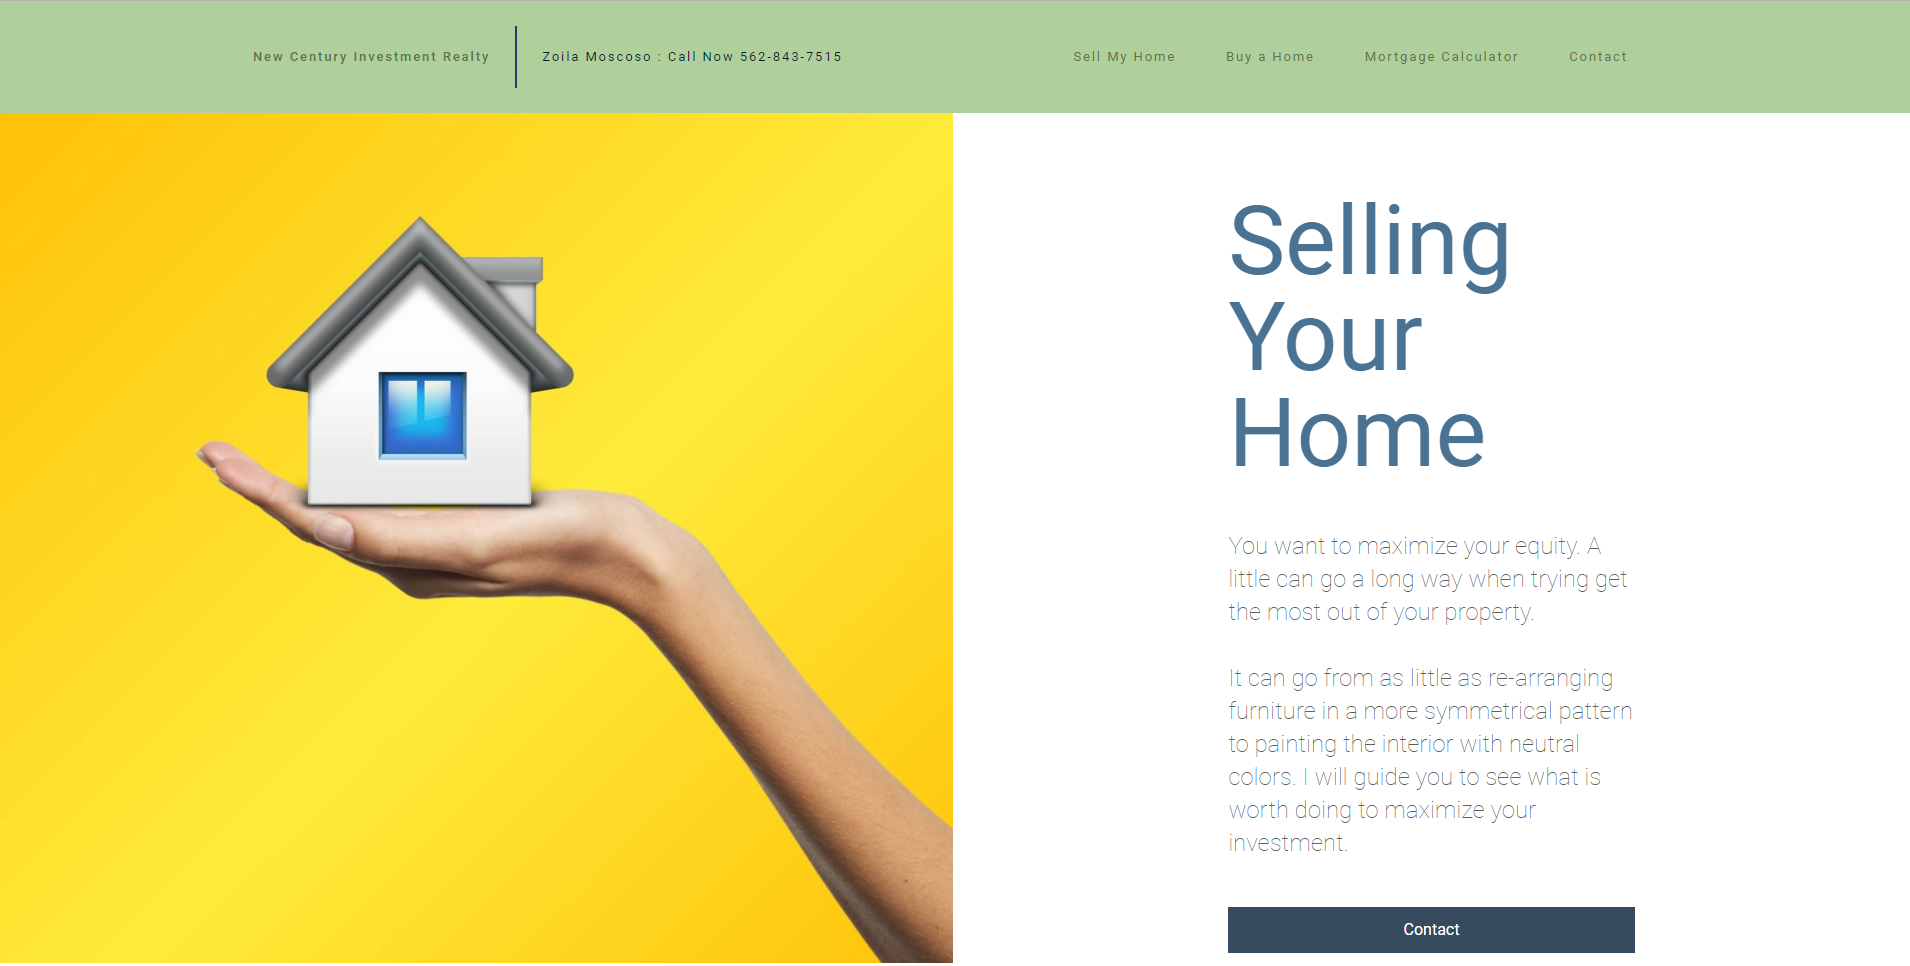 New Century Investment Realty
Zoila Moscoso : Call Now 562-843-7515
Sell My Home
Buy a Home
Mortgage Calculator
Contact
Selling
Your
Home
You want to maximize your equity. A
little can go a long way when trying get
the most out of your property.
It can go from as little as re-arranging
furniture in a more symmetrical pattern
to painting the interior with neutral
colors. I will guide you to see what is
worth doing to maximize your
investment.
Contact